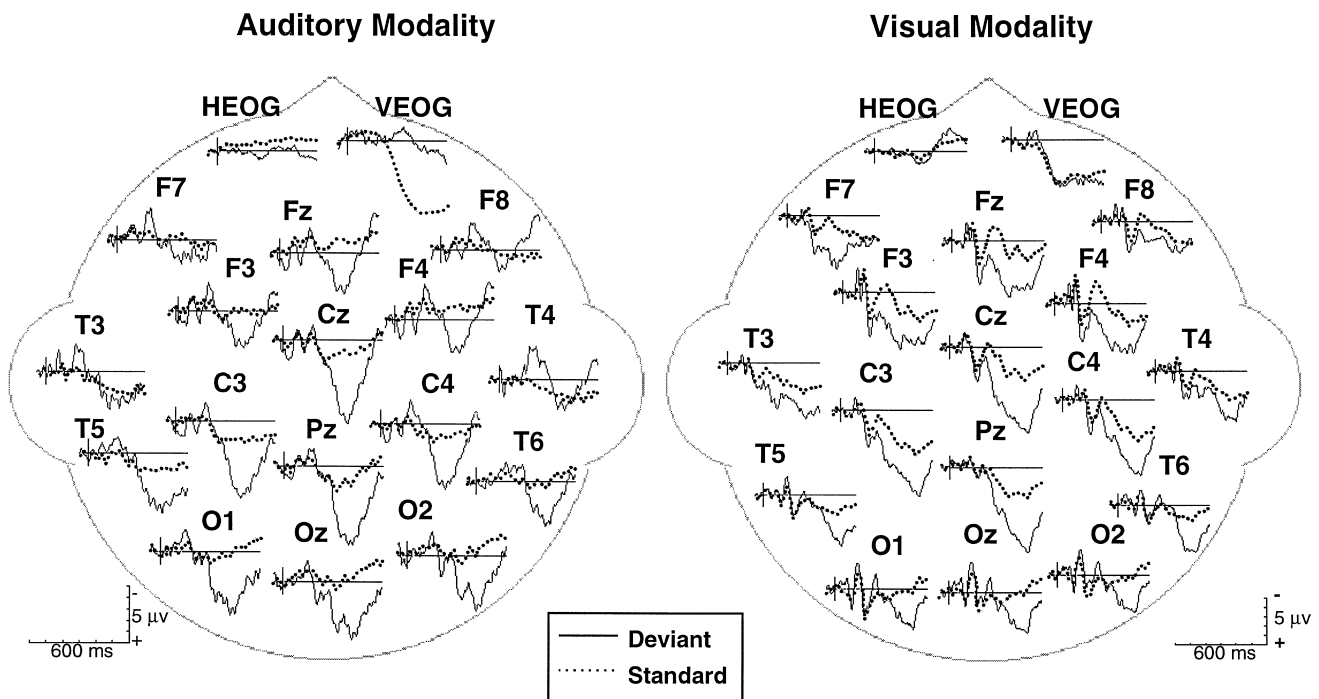 Auditory Modality
Visual Modality
HEOG VEOG
F7 Fz F8
F3 F4
T3 Cz T4
C3 C4
T5 Pz T6
O1 Oz O2
-
5 μv
+
600 ms
HEOG VEOG
F7 Fz F8
F3 F4
T3 Cz T4
C3 C4
T5 Pz T6
O1 Oz O2
-
5 μv
+
600 ms
Deviant
Standard